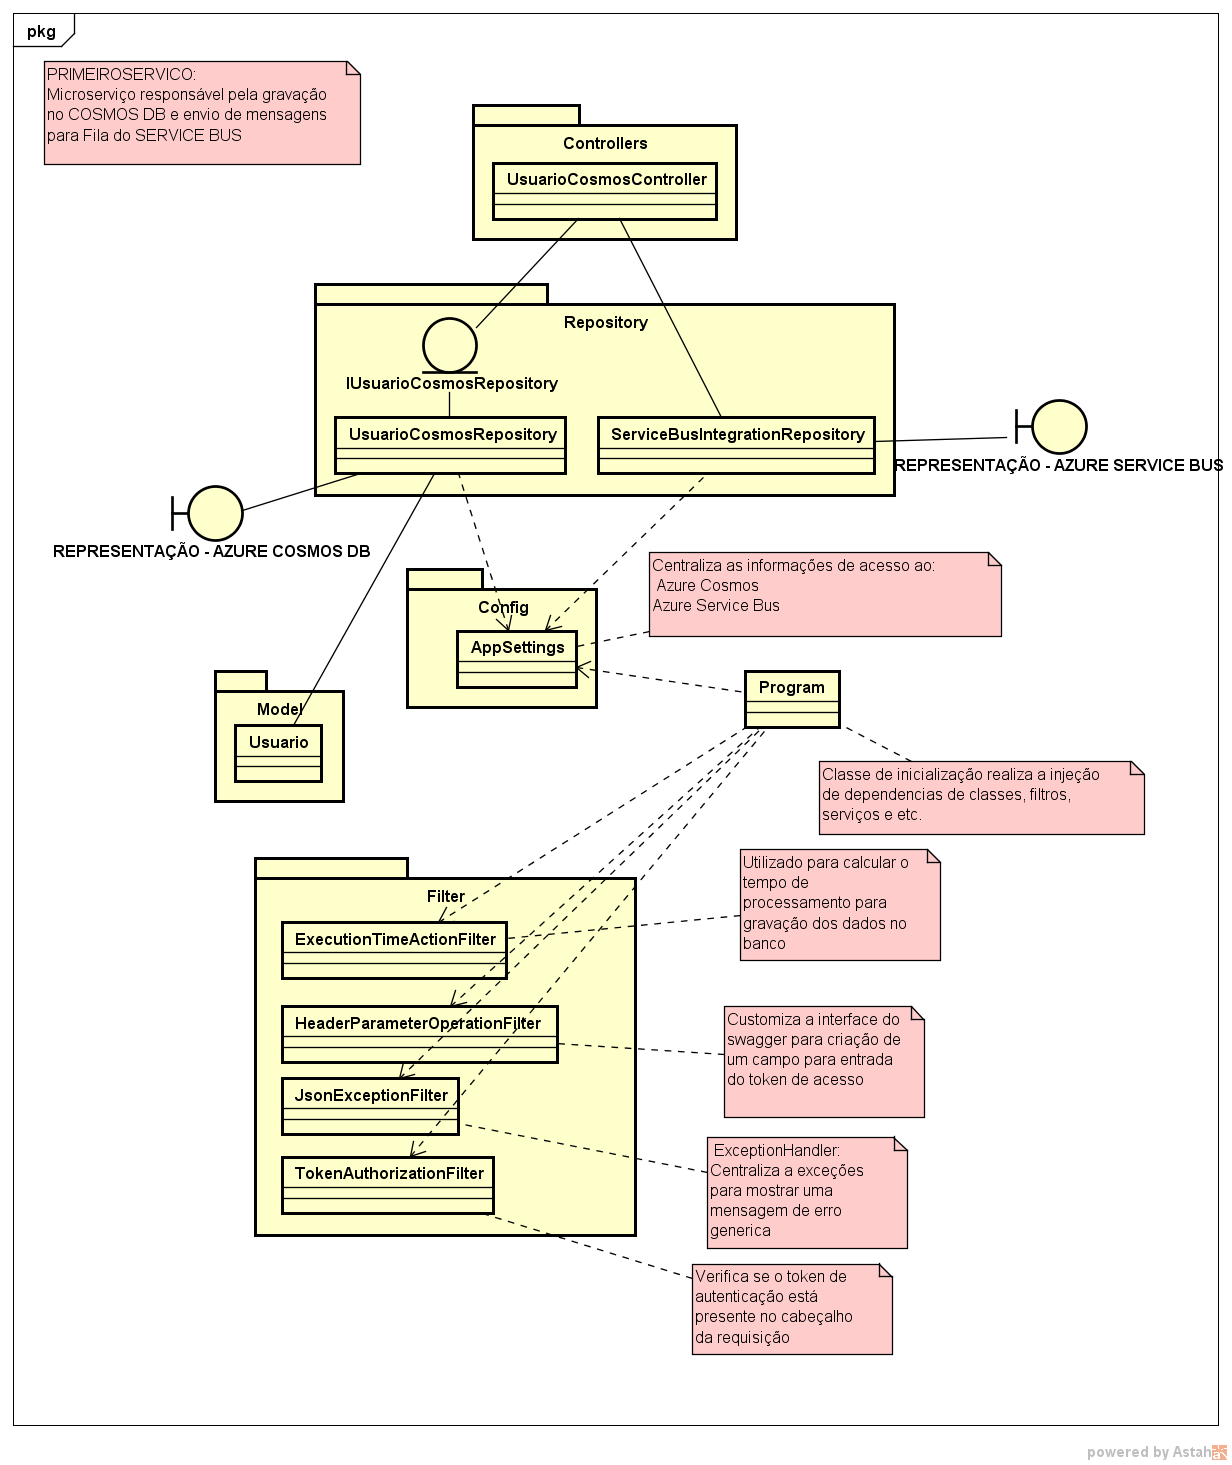 pkg
PRIMEIROSERVICO:
Microserviço responsável pela gravação
no COSMOS DB e envio de mensagens
para Fila do SERVICE BUS
Controllers
UsuarioCosmosController
Repository
IUsuarioCosmosRepository
UsuarioCosmosRepository
ServiceBusIntegrationRepository
REPRESENTAÇÃO - AZURE SERVICE BUS
REPRESENTAÇÃO - AZURE COSMOS DB
Centraliza as informações de acesso ao:
Azure Cosmos
Azure Service Bus
Config
AppSettings
Program
Model
Usuario
Classe de inicialização realiza a injeção
de dependencias de classes, filtros,
serviços e etc.
Filter
ExecutionTimeActionFilter
Utilizado para calcular o
tempo de
processamento para
gravação dos dados no
banco
HeaderParameterOperationFilter
Customiza a interface do
swagger para criação de
um campo para entrada
do token de acesso
JsonExceptionFilter
ExceptionHandler:
Centraliza a exceções
para mostrar uma
mensagem de erro
generica
TokenAuthorizationFilter
Verifica se o token de
autenticação está
presente no cabeçalho
da requisição
powered by Astah